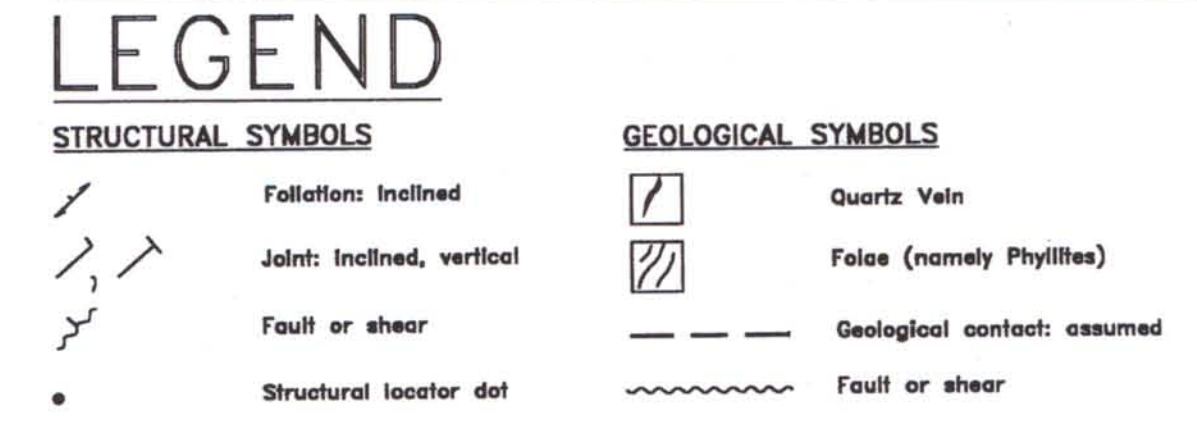 LEGEND
STRUCTURAL SYMBOLS
Foliation: Inclined
Joint: Inclined, vertical
Fault or shear
Structural locator dot
GEOLOGICAL SYMBOLS
Quartz Vein
Folae (namely Phyllites)
Geological contact: assumed
Fault or shear